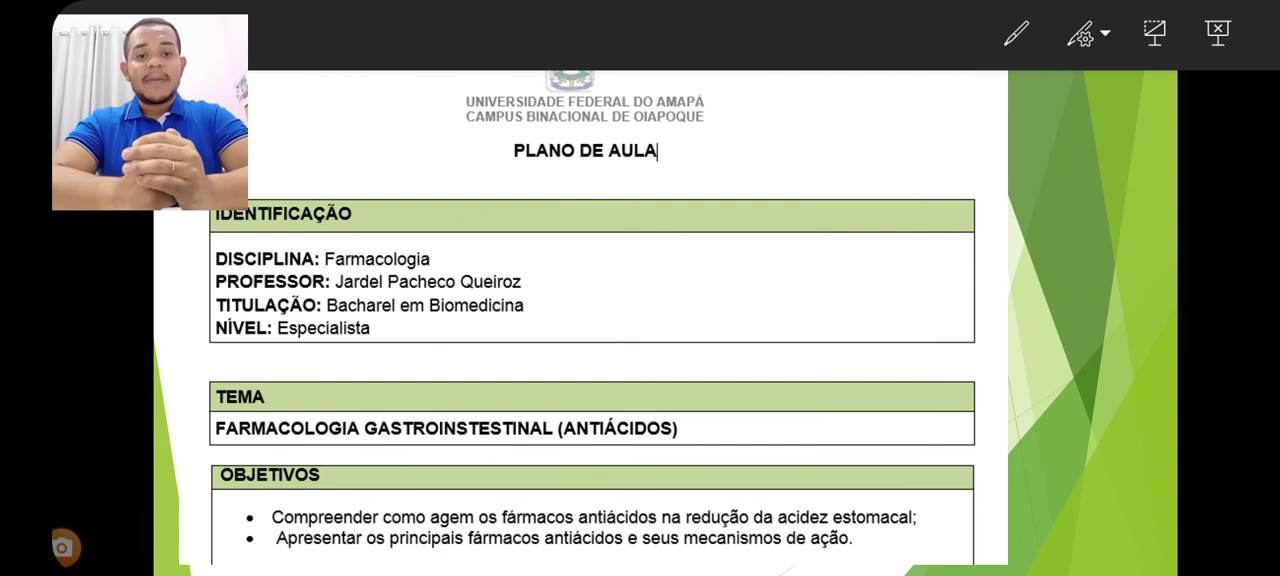 UNIVERSIDADE FEDERAL DO AMAPÁ
CAMPUS BINACIONAL DE OIAPOQUE
PLANO DE AULA
IDENTIFICAÇÃO
DISCIPLINA: Farmacologia
PROFESSOR: Jardel Pacheco Queiroz
TITULAÇÃO: Bacharel em Biomedicina
NÍVEL: Especialista
TEMA
FARMACOLOGIA GASTROINSTESTINAL (ANTIÁCIDOS)
OBJETIVOS
• Compreender como agem os fármacos antiácidos na redução da acidez estomacal;
• Apresentar os principais fármacos antiácidos e seus mecanismos de ação.